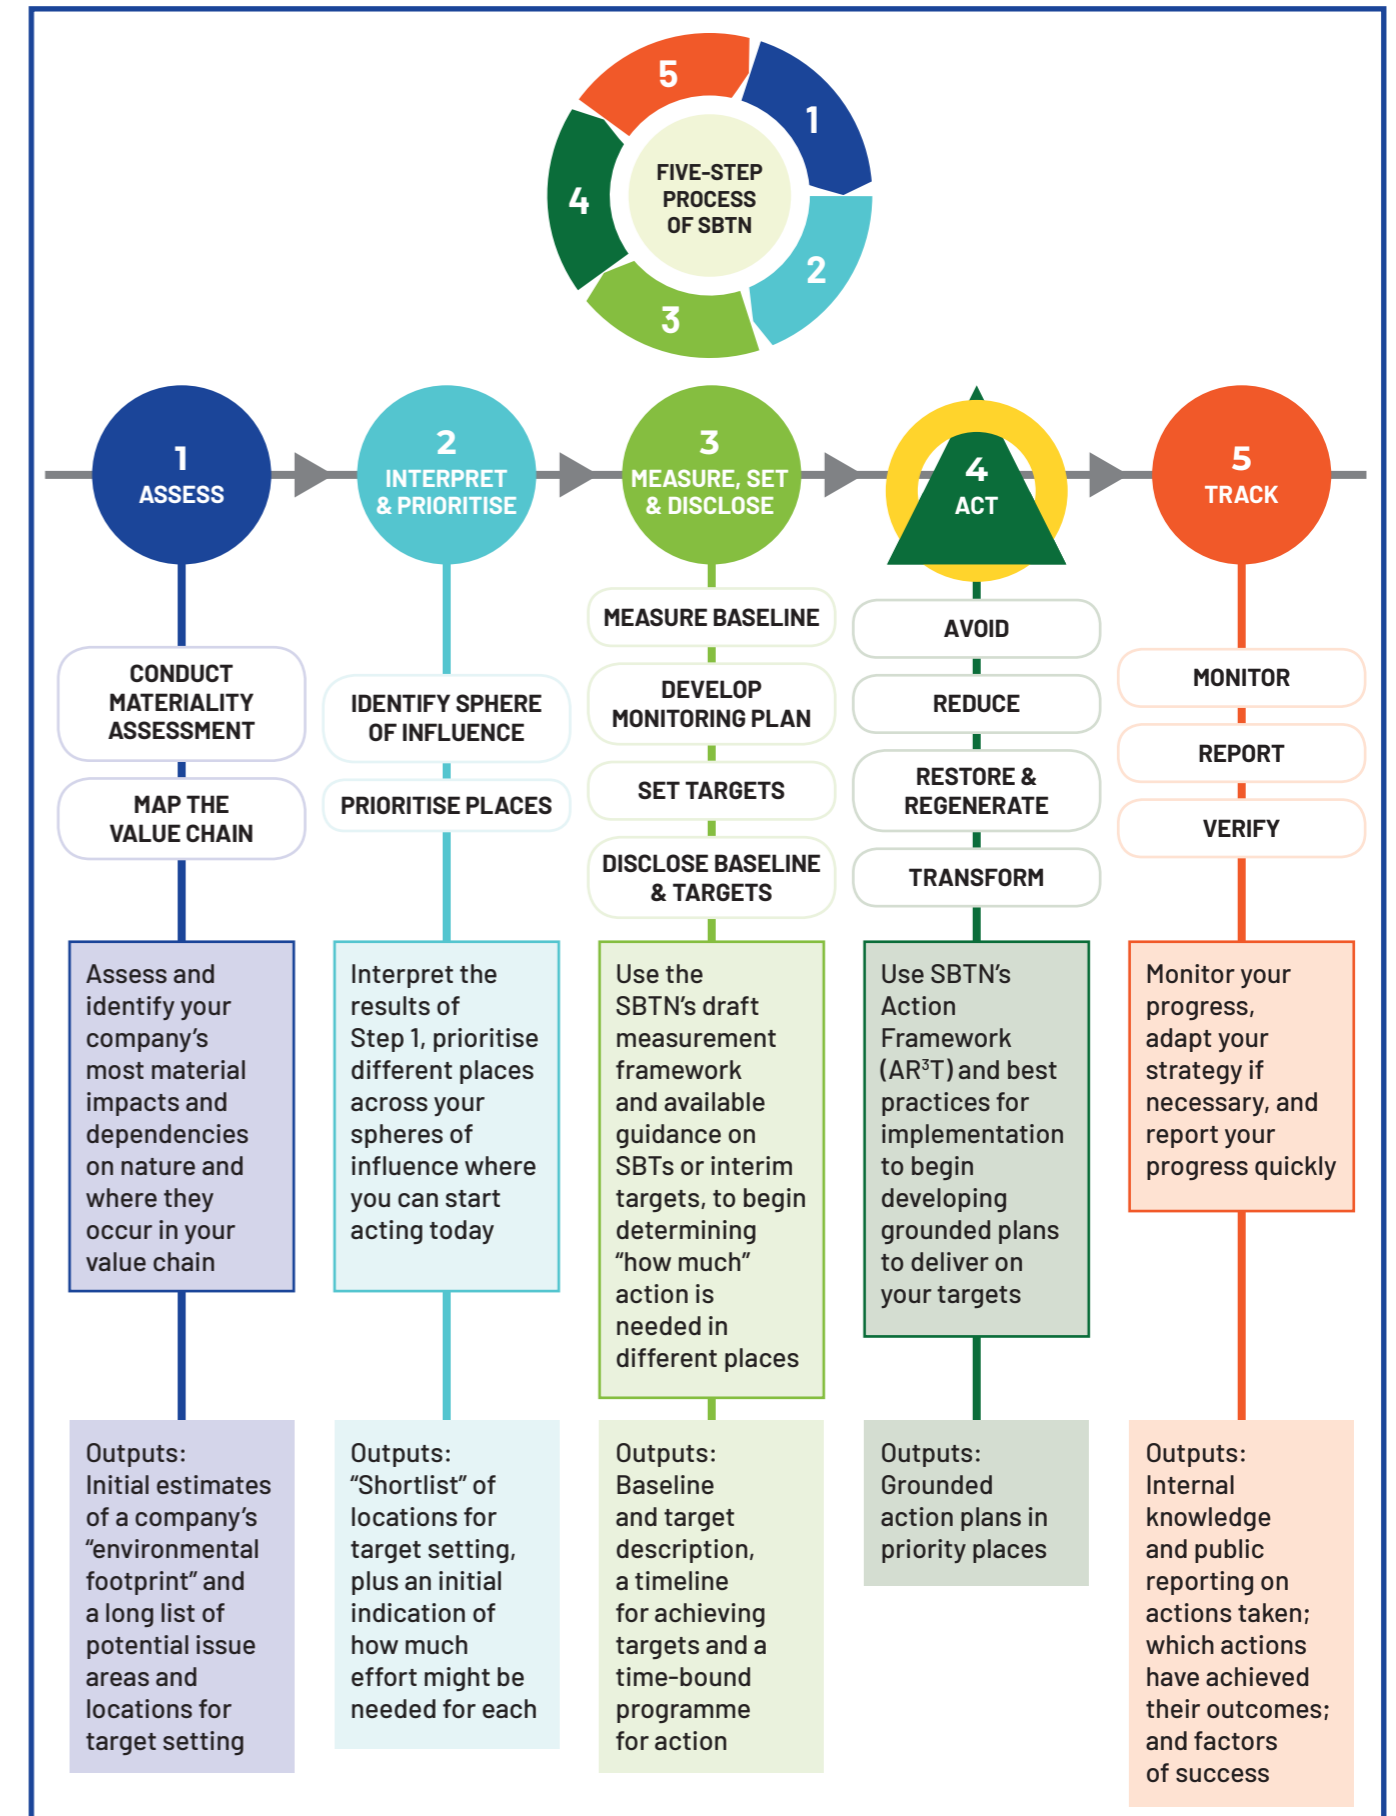 5
1
FIVE-STEP
PROCESS
OF SBTN
4
2
3
1
ASSESS
2
INTERPRET
& PRIORITISE
3
MEASURE, SET
& DISCLOSE
4
ACT
5
TRACK
CONDUCT
MATERIALITY
ASSESSMENT
MAP THE
VALUE CHAIN
Assess and
identify your
company's
most material
impacts and
dependencies
on nature and
where they
occur in your
value chain
Outputs:
Initial estimates
of a company's
“environmental
footprint” and
a long list of
potential issue
areas and
locations for
target setting
IDENTIFY SPHERE
OF INFLUENCE
PRIORITISE PLACES
Interpret the
results of
Step 1, prioritise
different places
across your
spheres of
influence where
you can start
acting today
Outputs:
“Shortlist” of
locations for
target setting,
plus an initial
indication of
how much
effort might be
needed for each
MEASURE BASELINE
DEVELOP
MONITORING PLAN
SET TARGETS
DISCLOSE BASELINE
& TARGETS
Use the
SBTN's draft
measurement
framework
and available
guidance on
SBTs or interim
targets, to begin
determining
“how much”
action is
needed in
different places
Outputs:
Baseline
and target
description,
a timeline
for achieving
targets and a
time-bound
programme
for action
AVOID
REDUCE
RESTORE &
REGENERATE
TRANSFORM
Use SBTN's
Action
Framework
(AR³T) and best
practices for
implementation
to begin
developing
grounded plans
to deliver on
your targets
Outputs:
Grounded
action plans in
priority places
MONITOR
REPORT
VERIFY
Monitor your
progress,
adapt your
strategy if
necessary, and
report your
progress quickly
Outputs:
Internal
knowledge
and public
reporting on
actions taken;
which actions
have achieved
their outcomes;
and factors
of success